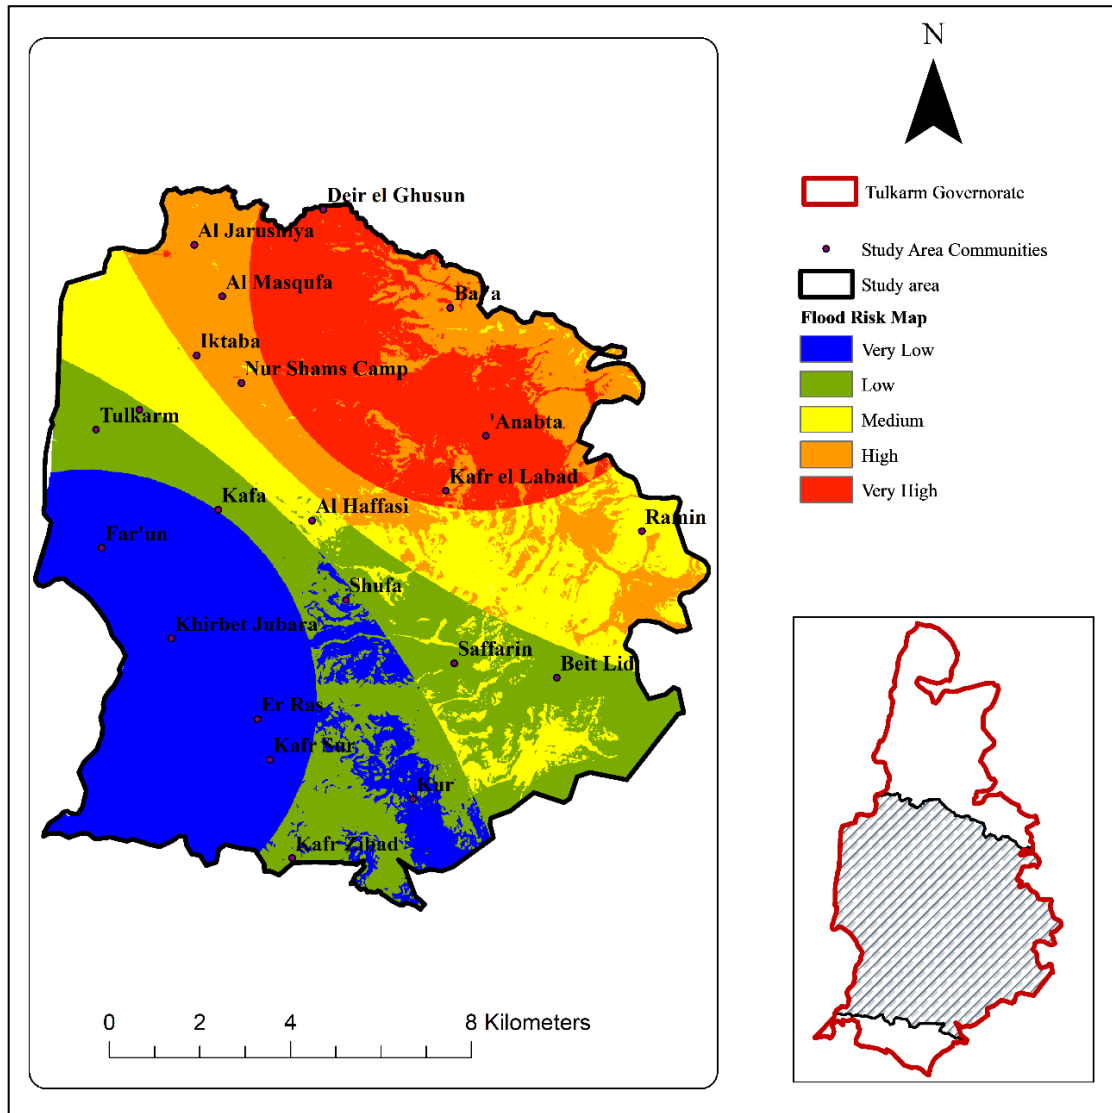 N
Deir el Ghusun
Al Jarushiya
Al Masqufa
Bal'a
Iktaba
Nur Shams Camp
Tulkarm
'Anabta
Kafr el Labad
Kafa
Al Haffasi
Ramin
Far'un
Shufa
Khirbet Jubara
Saffarin
Beit Lid
Er Ras
Kafr Sur
Kur
Kafr Zibad
0 2 4 8 Kilometers
Tulkarm Governorate
Study Area Communities
Study area
Flood Risk Map
Very Low
Low
Medium
High
Very High